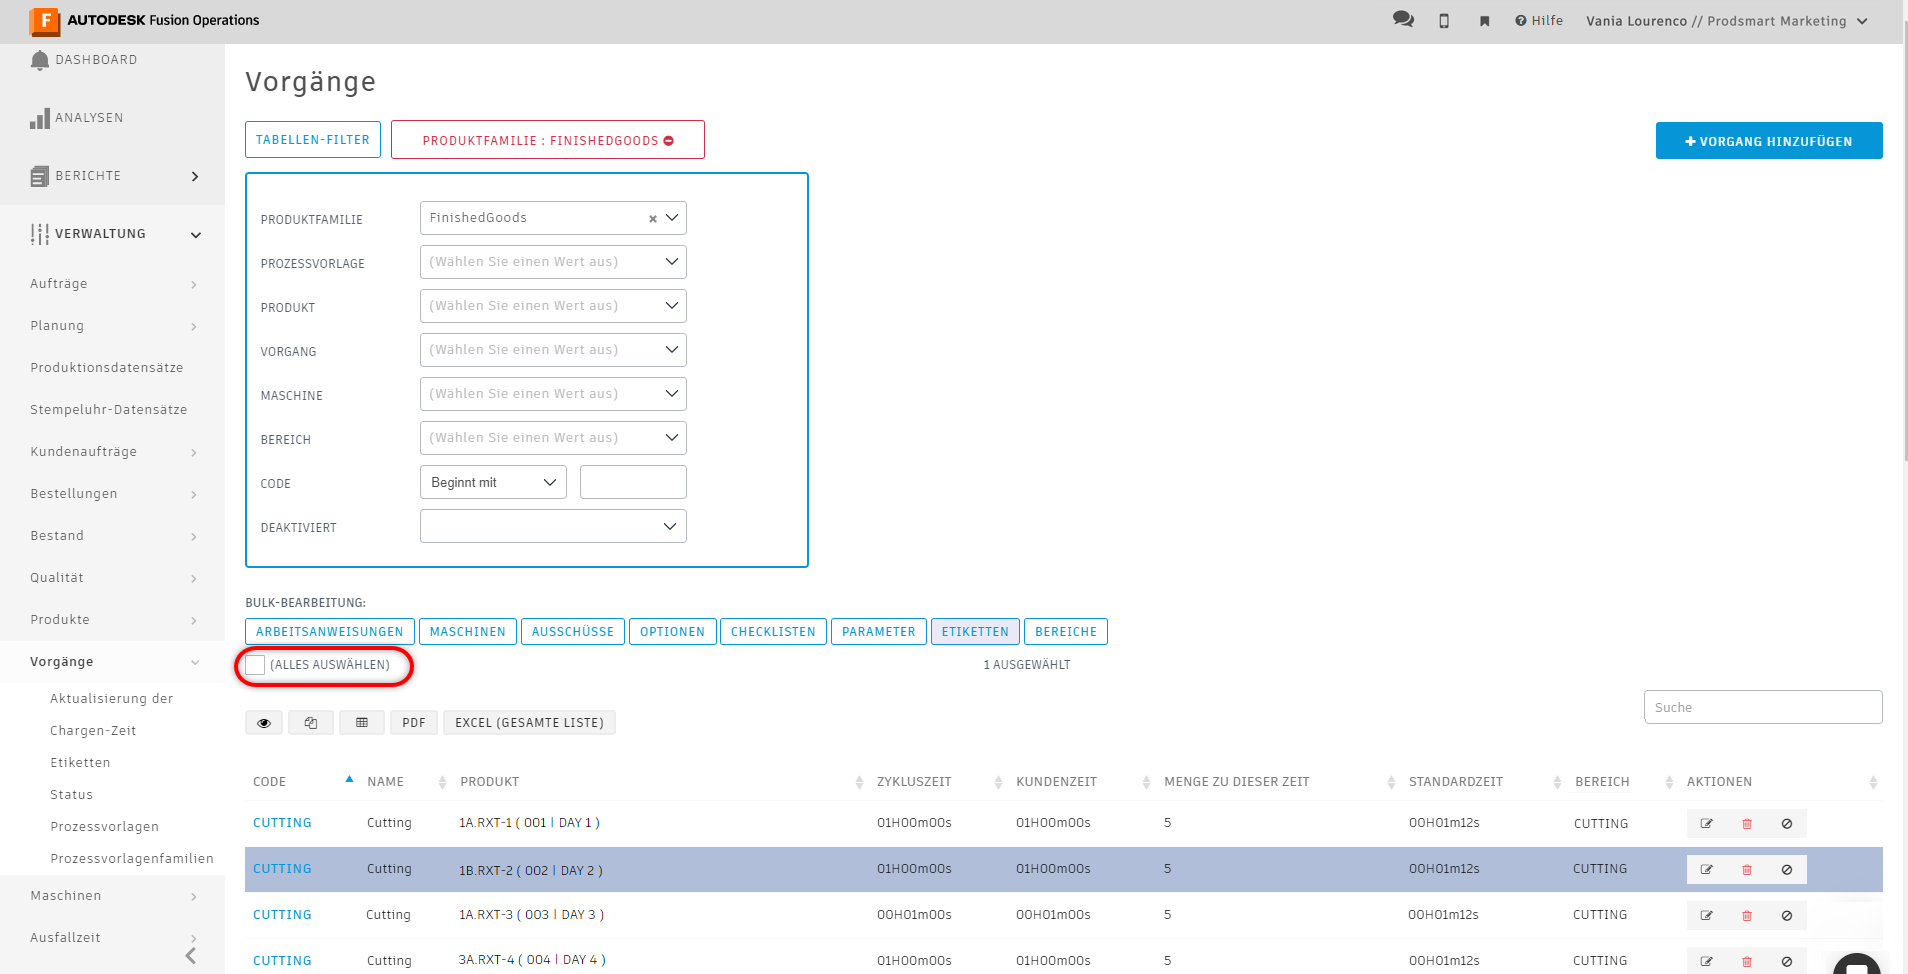 AUTODESK Fusion Operations
Hilfe
Vania Lourenco // Prodsmart Marketing
DASHBOARD
ANALYSEN
BERICHTE
VERWALTUNG
Aufträge
Planung
Produktionsdatensätze
Stempeluhr-Datensätze
Kundenaufträge
Bestellungen
Bestand
Qualität
Produkte
Vorgänge
Aktualisierung der
Chargen-Zeit
Etiketten
Status
Prozessvorlagen
Prozessvorlagenfamilien
Maschinen
Ausfallzeit
Vorgänge
TABELLEN-FILTER
PRODUKTFAMILIE : FINISHEDGOODS
VORGANG HINZUFÜGEN
PRODUKTFAMILIE FinishedGoods
PROZESSVORLAGE (Wählen Sie einen Wert aus)
PRODUKT (Wählen Sie einen Wert aus)
VORGANG (Wählen Sie einen Wert aus)
MASCHINE (Wählen Sie einen Wert aus)
BEREICH (Wählen Sie einen Wert aus)
CODE Beginnt mit
DEAKTIVIERT
BULK-BEARBEITUNG:
ARBEITSANWEISUNGEN MASCHINEN AUSSCHÜSSE OPTIONEN CHECKLISTEN PARAMETER ETIKETTEN BEREICHE
(ALLES AUSWÄHLEN) 1 AUSGEWÄHLT
Suche
PDF EXCEL (GESAMTE LISTE)
CODE NAME PRODUKT ZYKLUSZEIT KUNDENZEIT MENGE ZU DIESER ZEIT STANDARDZEIT BEREICH AKTIONEN
CUTTING Cutting 1A.RXT-1 ( 001 | DAY 1 ) 01H00m00s 01H00m00s 5 00H01m12s CUTTING
CUTTING Cutting 1B.RXT-2 ( 002 | DAY 2 ) 01H00m00s 00H01m00s 5 00H01m12s CUTTING
CUTTING Cutting 1A.RXT-3 ( 003 | DAY 3 ) 00H01m00s 00H01m00s 5 00H01m12s CUTTING
CUTTING Cutting 3A.RXT-4 ( 004 | DAY 4 ) 00H01m00s 00H01m00s 5 00H01m12s CUTTING